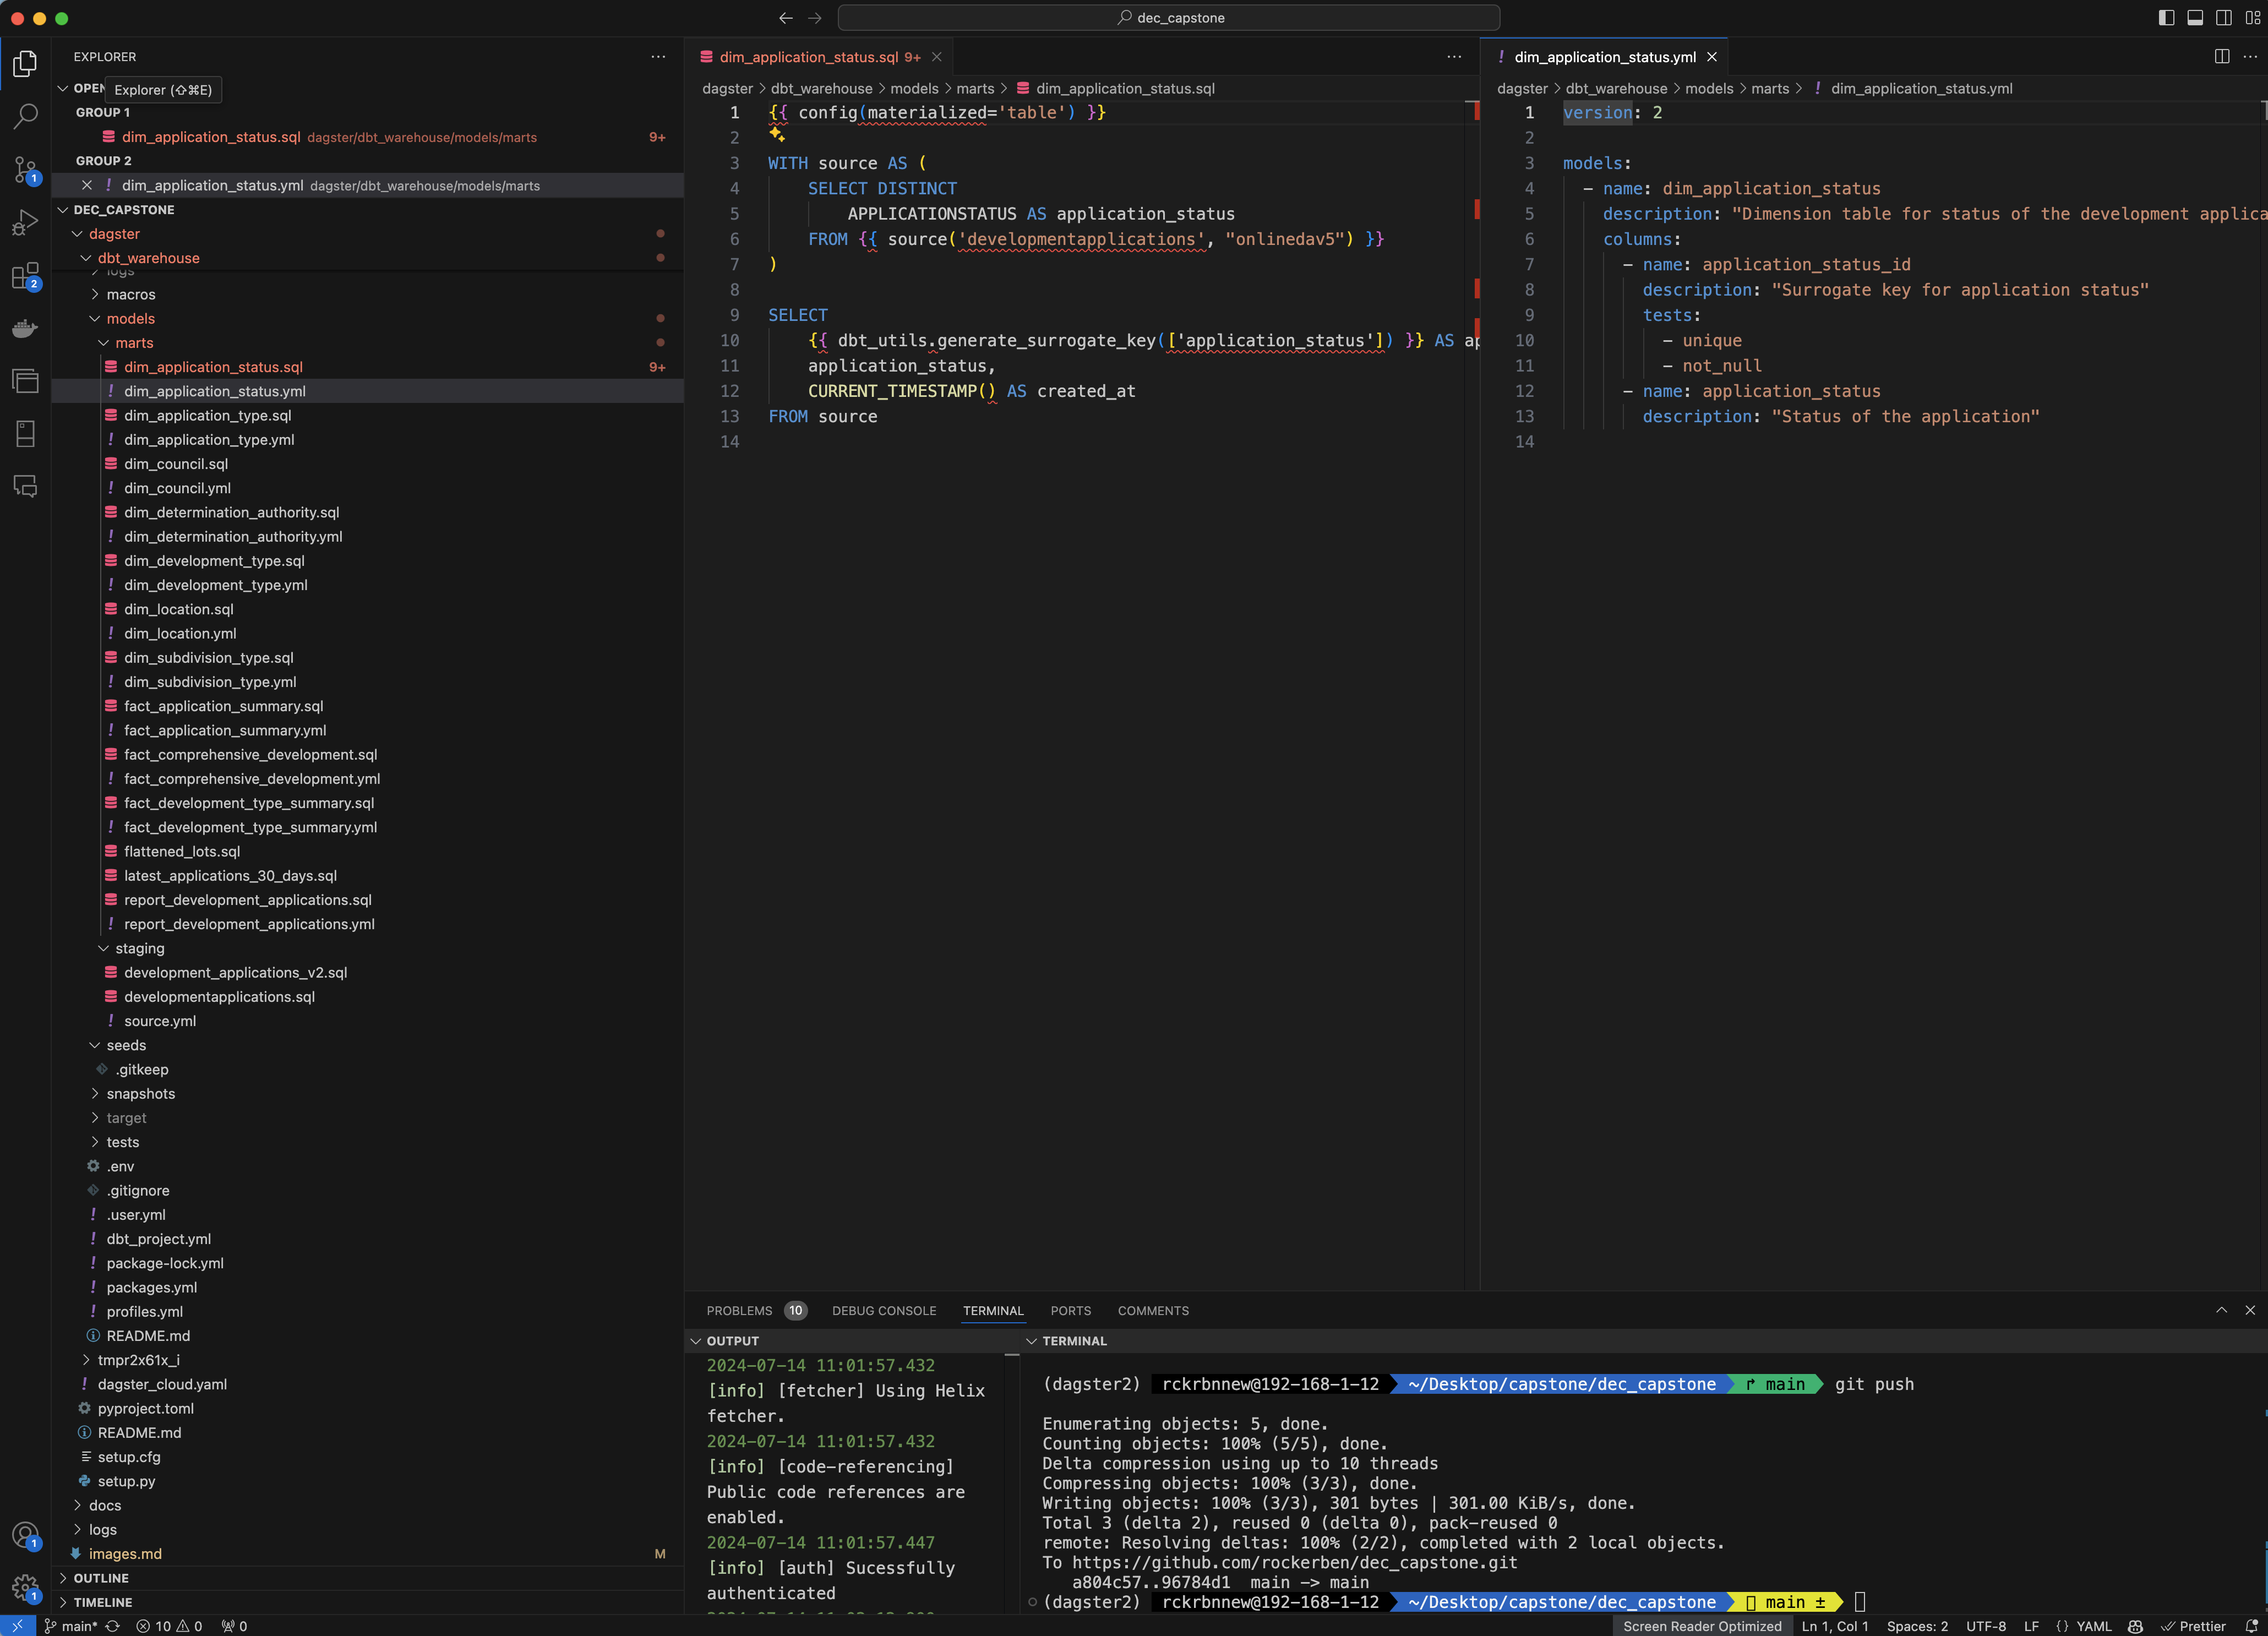 dec_capstone
EXPLORER
OPEN
Explorer (⇧⌘E)
GROUP 1
dim_application_status.sql dagster/dbt_warehouse/models/marts 9+
GROUP 2
dim_application_status.yml dagster/dbt_warehouse/models/marts
DEC_CAPSTONE
dagster
dbt_warehouse
logs
macros
models
marts
dim_application_status.sql 9+
dim_application_status.yml
dim_application_type.sql
dim_application_type.yml
dim_council.sql
dim_council.yml
dim_determination_authority.sql
dim_determination_authority.yml
dim_development_type.sql
dim_development_type.yml
dim_location.sql
dim_location.yml
dim_subdivision_type.sql
dim_subdivision_type.yml
fact_application_summary.sql
fact_application_summary.yml
fact_comprehensive_development.sql
fact_comprehensive_development.yml
fact_development_type_summary.sql
fact_development_type_summary.yml
flattened_lots.sql
latest_applications_30_days.sql
report_development_applications.sql
report_development_applications.yml
staging
development_applications_v2.sql
developmentapplications.sql
source.yml
seeds
.gitkeep
snapshots
target
tests
.env
.gitignore
.user.yml
dbt_project.yml
package-lock.yml
packages.yml
profiles.yml
README.md
tmpr2x61x_i
dagster_cloud.yaml
pyproject.toml
README.md
setup.cfg
setup.py
docs
logs
images.md M
OUTLINE
TIMELINE
1
2
1
1
dim_application_status.sql 9+
dagster > dbt_warehouse > models > marts > dim_application_status.sql
1 {{ config(materialized='table') }}
2
3 WITH source AS (
4 SELECT DISTINCT
5 APPLICATIONSTATUS AS application_status
6 FROM {{ source('developmentapplications', "onlinedav5") }}
7 )
8
9 SELECT
10 {{ dbt_utils.generate_surrogate_key(['application_status']) }} AS ap
11 application_status,
12 CURRENT_TIMESTAMP() AS created_at
13 FROM source
14
dim_application_status.yml
dagster > dbt_warehouse > models > marts > ! dim_application_status.yml
1 version: 2
2
3 models:
4 - name: dim_application_status
5 description: "Dimension table for status of the development applica
6 columns:
7 - name: application_status_id
8 description: "Surrogate key for application status"
9 tests:
10 - unique
11 - not_null
12 - name: application_status
13 description: "Status of the application"
14
PROBLEMS 10 DEBUG CONSOLE TERMINAL PORTS COMMENTS
OUTPUT
2024-07-14 11:01:57.432
[info] [fetcher] Using Helix
fetcher.
2024-07-14 11:01:57.432
[info] [code-referencing]
Public code references are
enabled.
2024-07-14 11:01:57.447
[info] [auth] Sucessfully
authenticated
TERMINAL
(dagster2) rckrbnnew@192-168-1-12 ~/Desktop/capstone/dec_capstone main git push
Enumerating objects: 5, done.
Counting objects: 100% (5/5), done.
Delta compression using up to 10 threads
Compressing objects: 100% (3/3), done.
Writing objects: 100% (3/3), 301 bytes | 301.00 KiB/s, done.
Total 3 (delta 2), reused 0 (delta 0), pack-reused 0
remote: Resolving deltas: 100% (2/2), completed with 2 local objects.
To https://github.com/rockerben/dec_capstone.git
a804c57..96784d1 main -> main
(dagster2) rckrbnnew@192-168-1-12 ~/Desktop/capstone/dec_capstone main ±
main* 10 0 0
Screen Reader Optimized Ln 1, Col 1 Spaces: 2 UTF-8 LF {} YAML Prettier